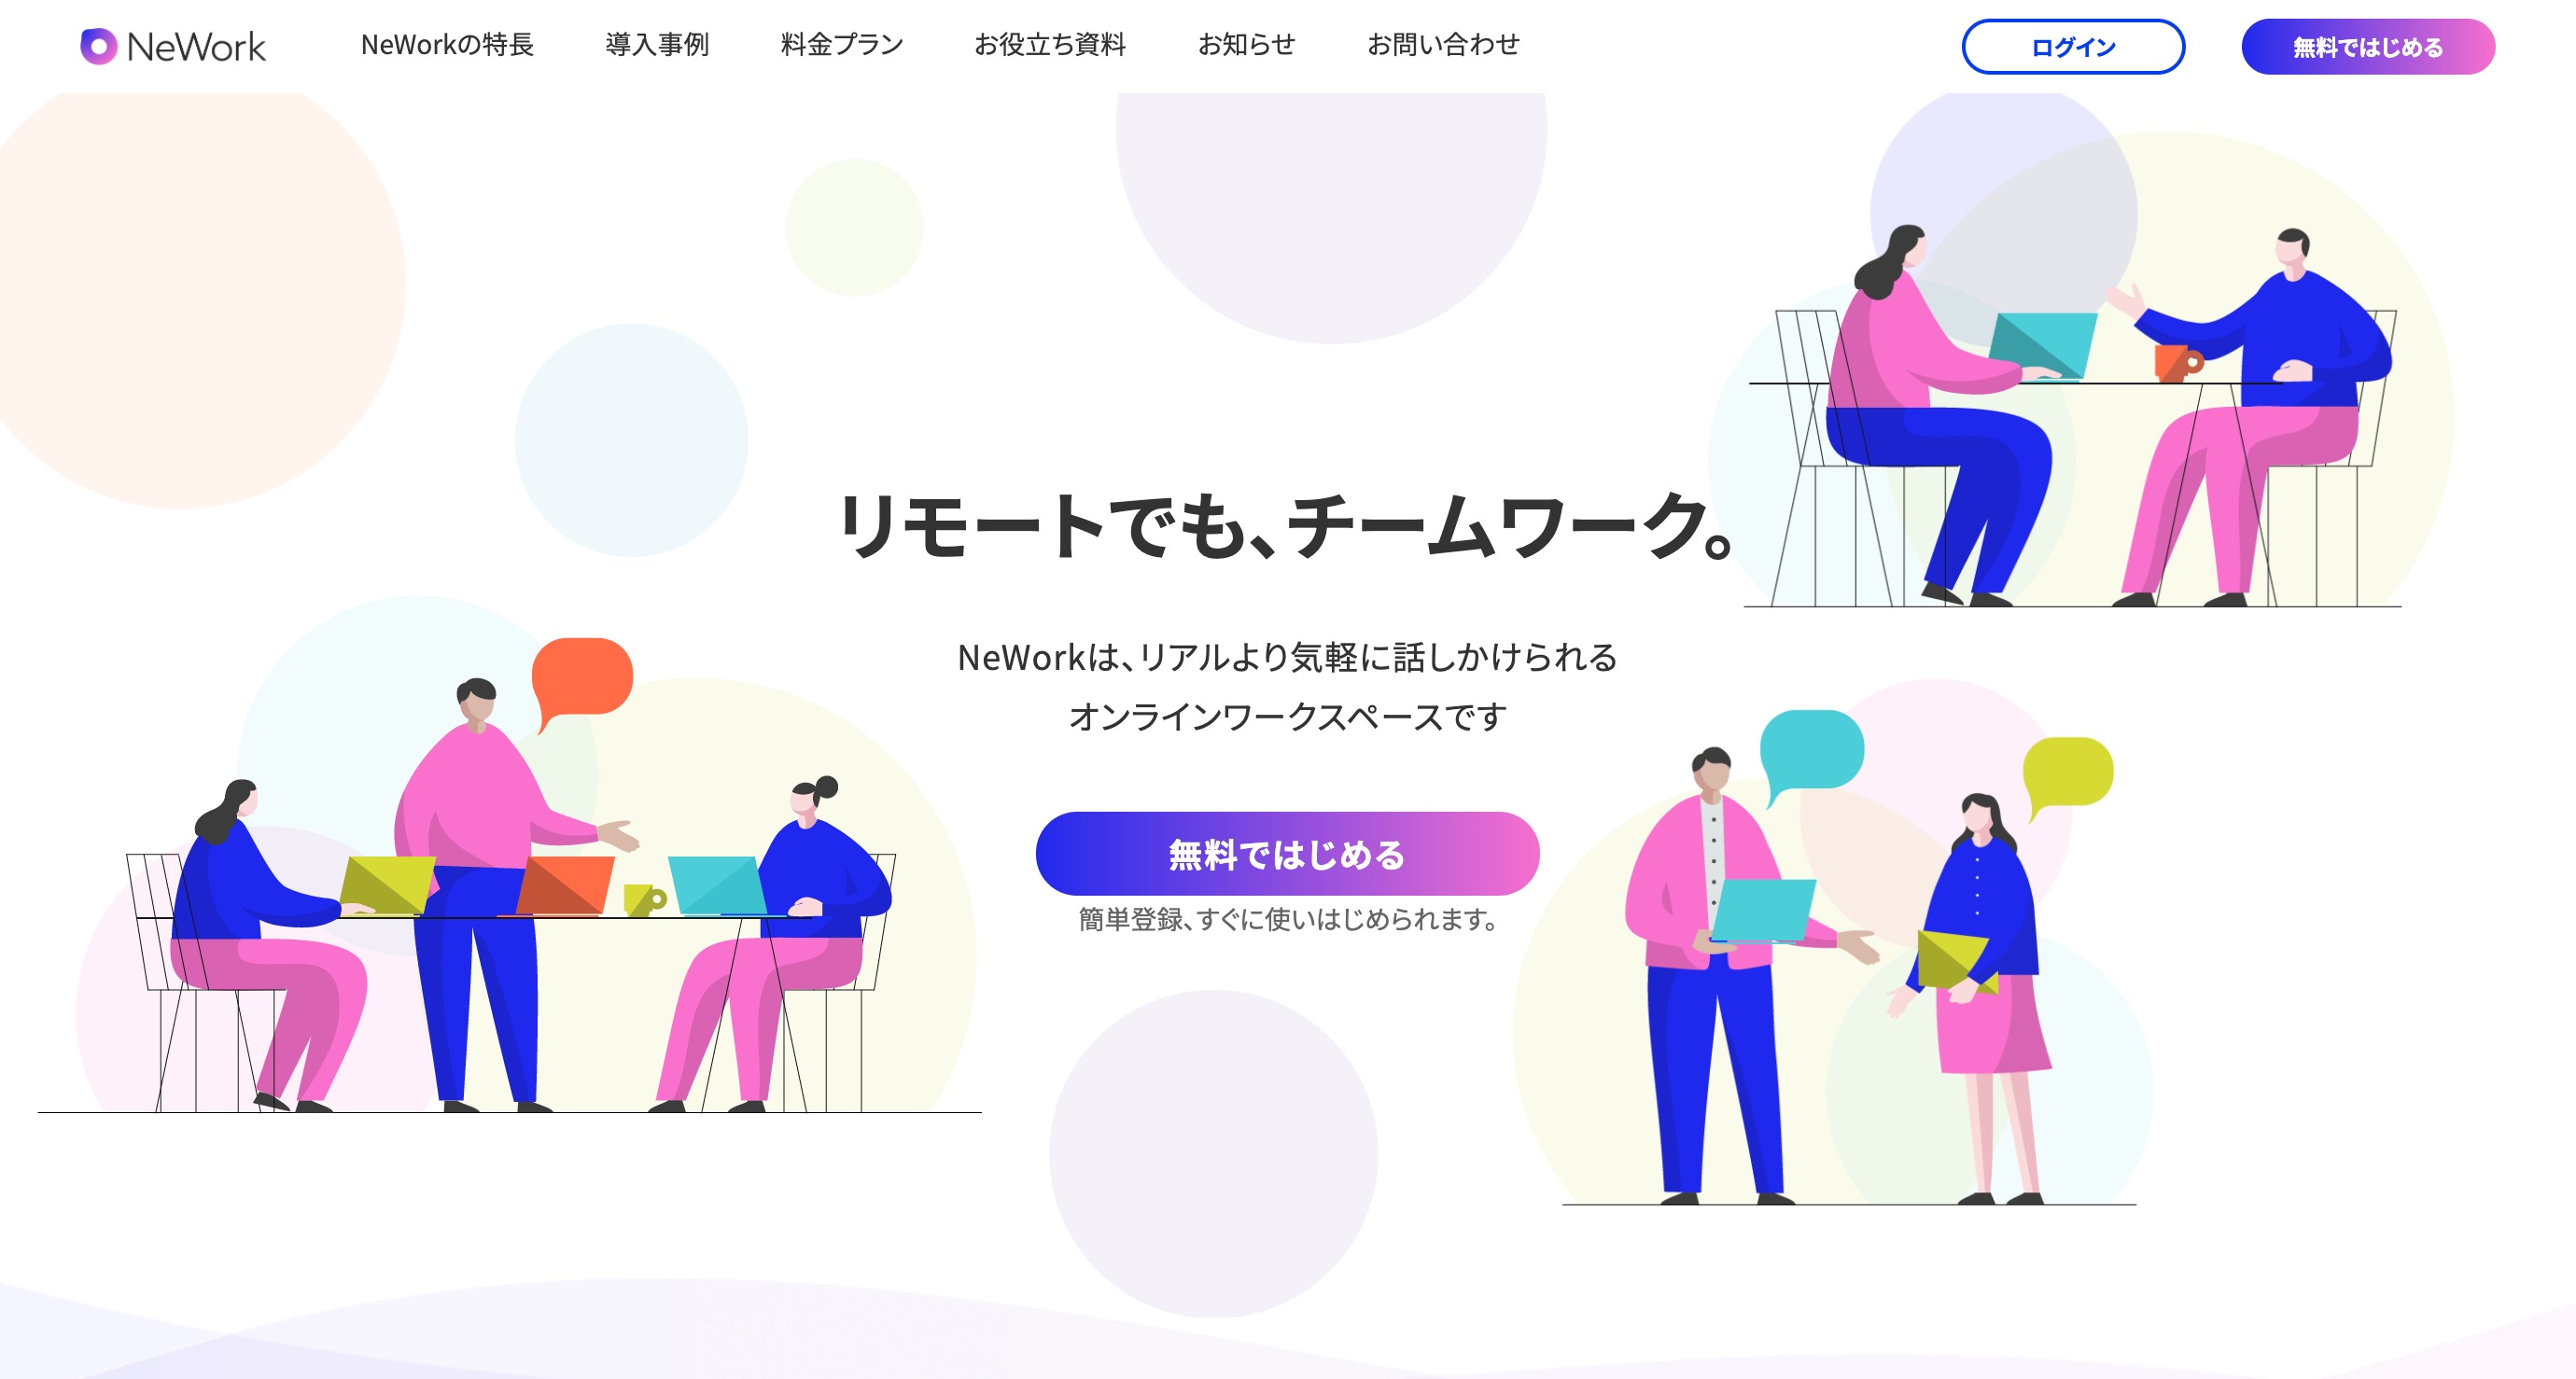 NeWork
NeWorkの特長
導入事例
料金プラン
お役立ち資料
お知らせ
お問い合わせ
ログイン
無料ではじめる
リモートでも、チームワーク。
NeWorkは、リアルより気軽に話しかけられる
オンラインワークスペースです
無料ではじめる
簡単登録、すぐに使いはじめられます。